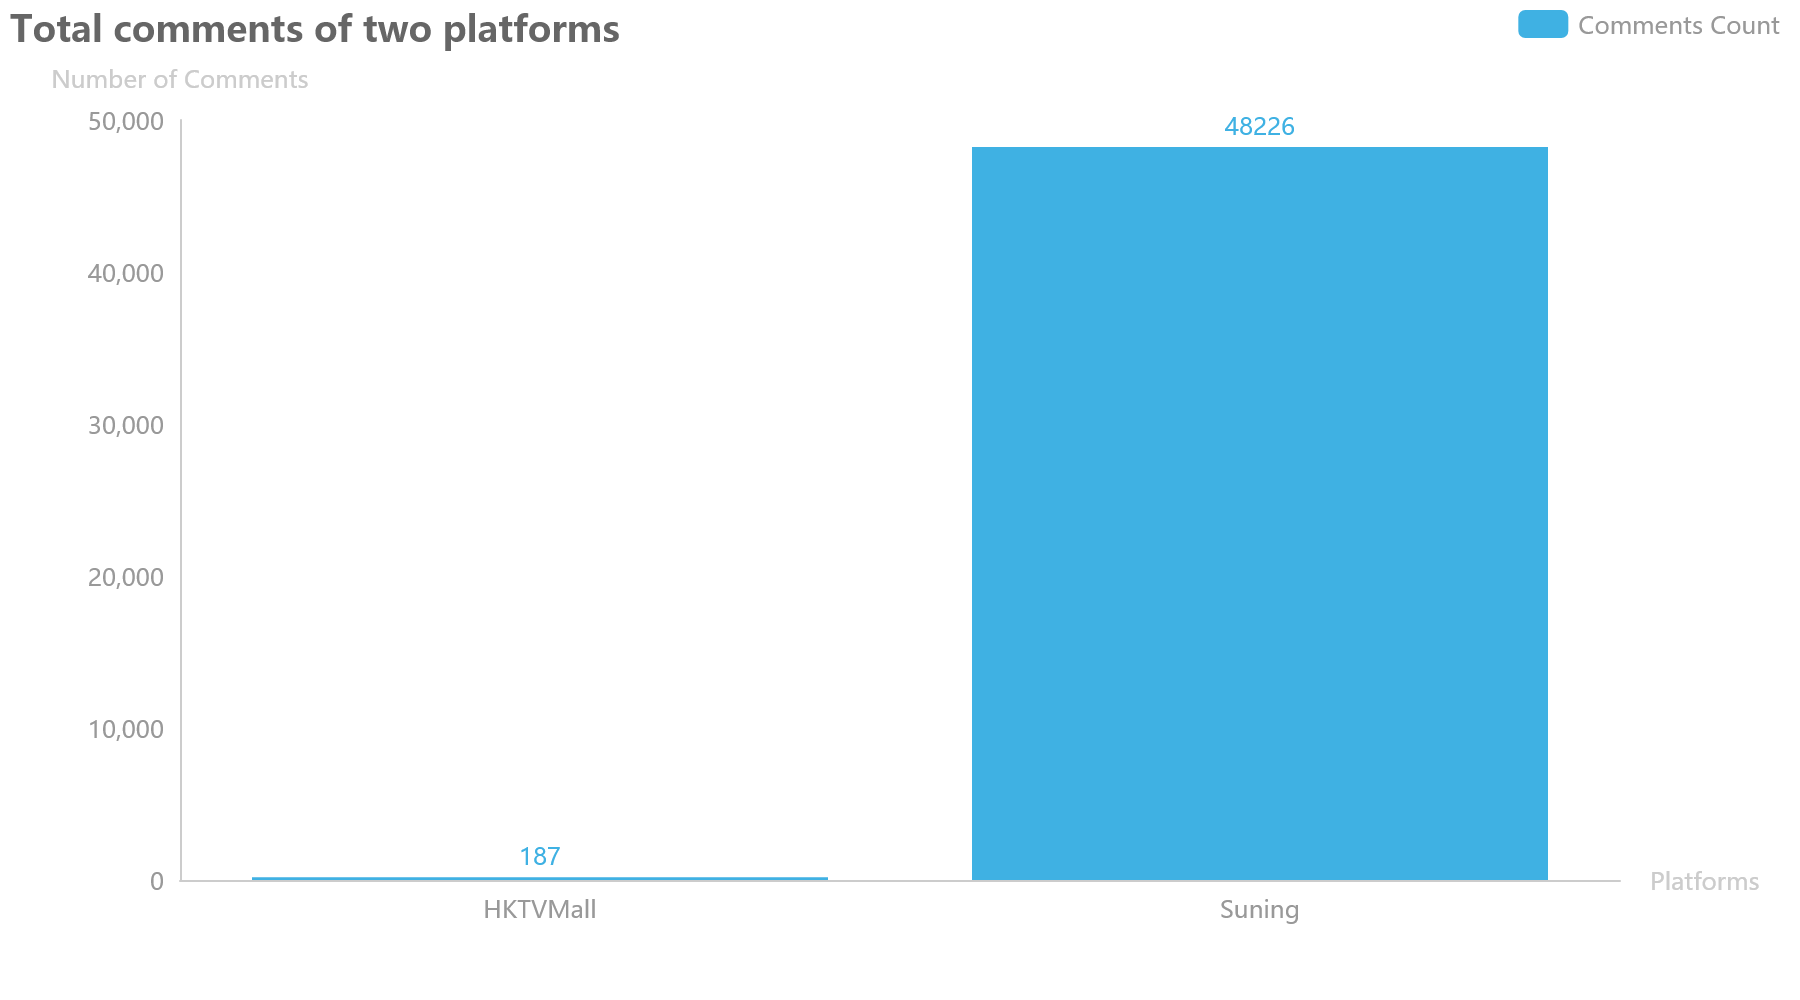 Total comments of two platforms
Comments Count
Number of Comments
50,000
48226
40,000
30,000
20,000
10,000
187
0
Platforms
HKTVMall
Suning